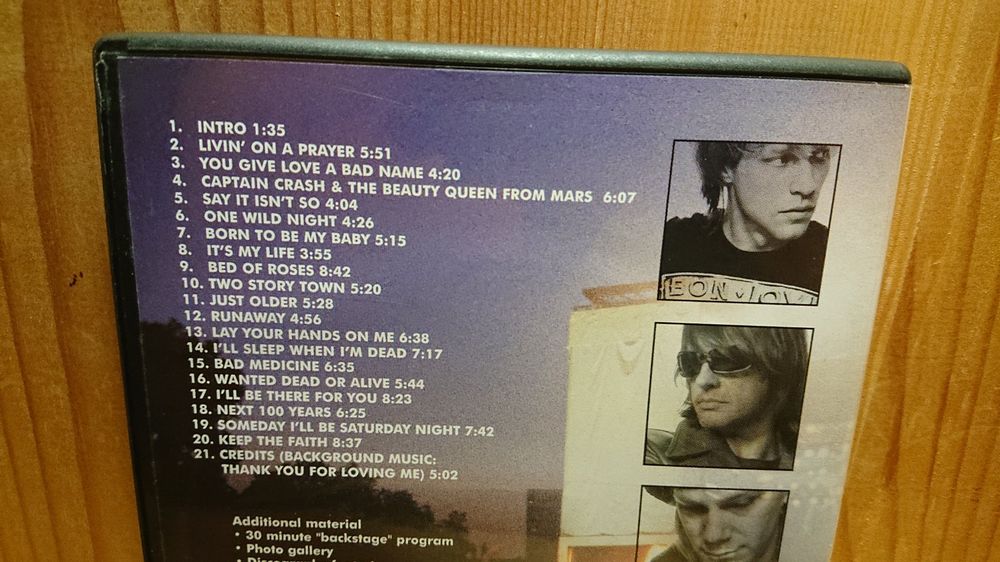 1. INTRO 1:35
2. LIVIN' ON A PRAYER 5:51
3. YOU GIVE LOVE A BAD NAME 4:20
4. CAPTAIN CRASH & THE BEAUTY QUEEN FROM MARS 6:07
5. SAY IT ISN'T SO 4:04
6. ONE WILD NIGHT 4:26
7. BORN TO BE MY BABY 5:15
8. IT'S MY LIFE 3:55
9. BED OF ROSES 8:42
10. TWO STORY TOWN 5:20
11. JUST OLDER 5:28
12. RUNAWAY 4:56
13. LAY YOUR HANDS ON ME 6:38
14. I'LL SLEEP WHEN I'M DEAD 7:17
15. BAD MEDICINE 6:35
16. WANTED DEAD OR ALIVE 5:44
17. I'LL BE THERE FOR YOU 8:23
18. NEXT 100 YEARS 6:25
19. SOMEDAY I'LL BE SATURDAY NIGHT 7:42
20. KEEP THE FAITH 8:37
21. CREDITS (BACKGROUND MUSIC:
THANK YOU FOR LOVING ME) 5:02
Additional material
• 30 minute "backstage" program
• Photo gallery
BON JOVI